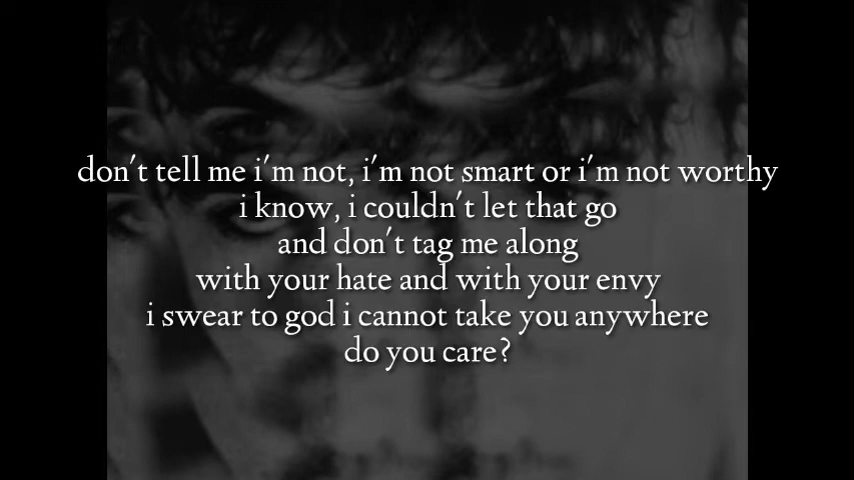 don't tell me i'm not, i'm not smart or i'm not worthy
i know, i couldn't let that go
and don't tag me along
with your hate and with your envy
i swear to god i cannot take you anywhere
do you care?